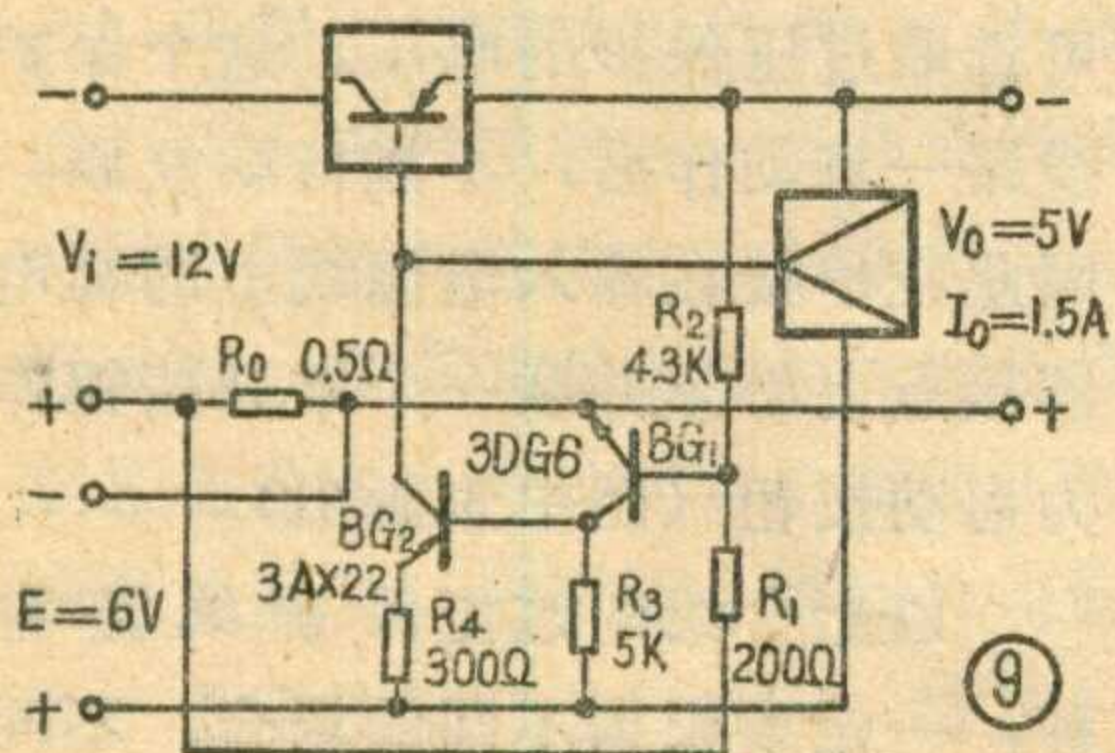 − −
Vi=12V
V0=5V
I0=1.5A
R2
4.3K
R0 0.5Ω
+ +
3DG6 BG1
−
BG2
3AX22
E=6V
R4
300Ω
R3
5K
R1
200Ω
+
9